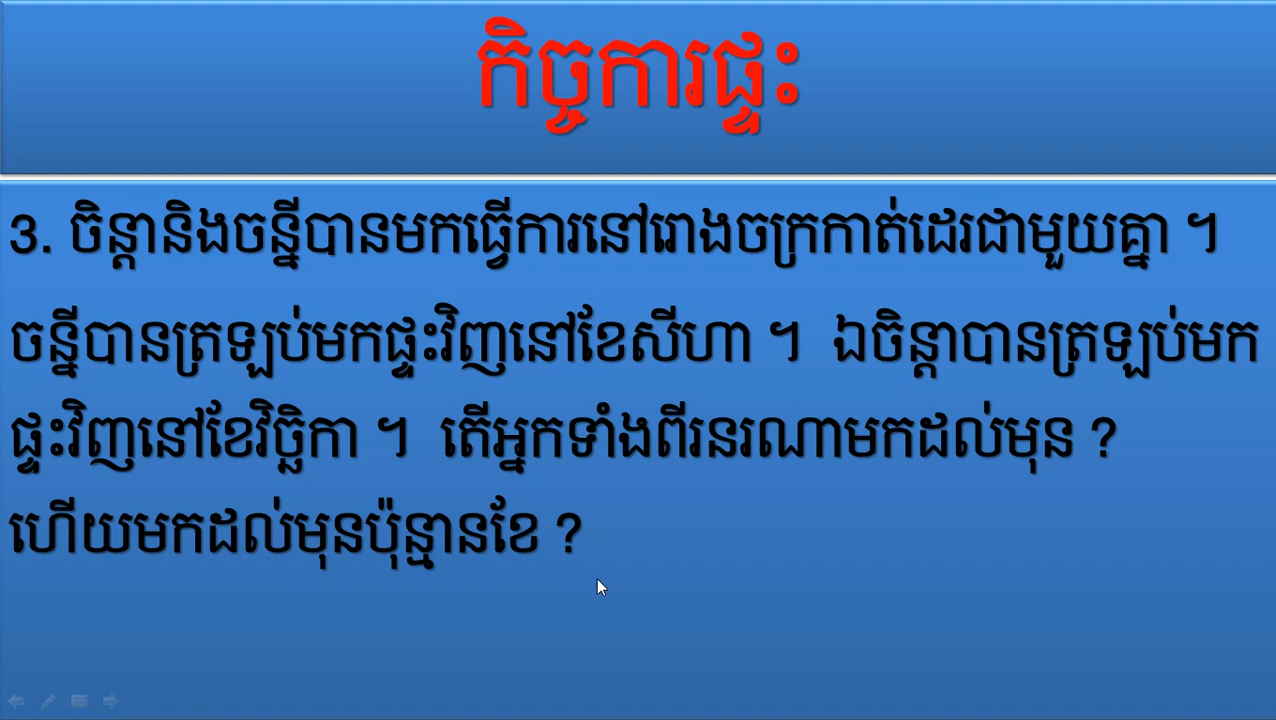 កិច្ចការផ្ទះ
3. ចិន្តានិងចន្នីបានមកធ្វើការនៅរោងចក្រកាត់ដេរជាមួយគ្នា ។
ចន្នីបានត្រឡប់មកផ្ទះវិញនៅខែសីហា ។ ឯចិន្តាបានត្រឡប់មក
ផ្ទះវិញនៅខែវិច្ឆិកា ។ តើអ្នកទាំងពីរនរណាមកដល់មុន ?
ហើយមកដល់មុនប៉ុន្មានខែ ?